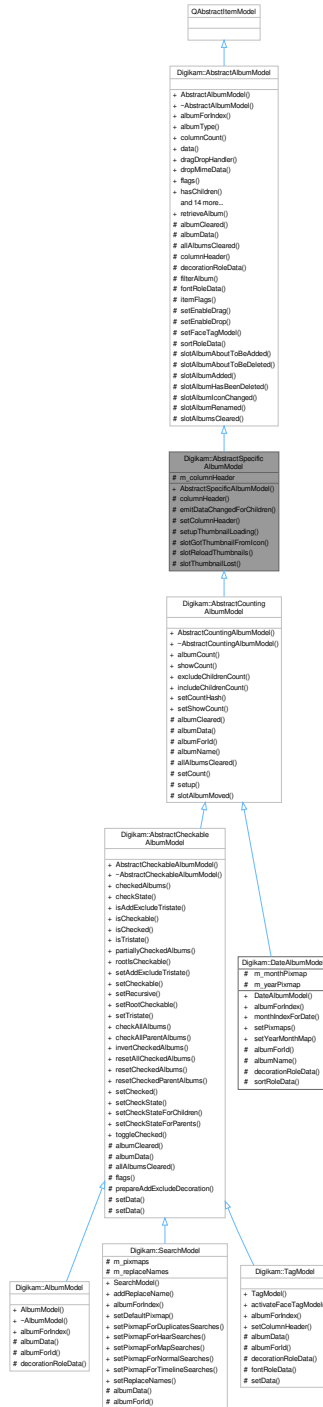 QAbstractItemModel
Digikam::AbstractAlbumModel
+ AbstractAlbumModel()
+ ~AbstractAlbumModel()
+ albumForIndex()
+ albumType()
+ columnCount()
+ data()
+ dragDropHandler()
+ dropMimeData()
+ flags()
+ hasChildren()
and 14 more...
+ retrieveAlbum()
# albumCleared()
# albumData()
# allAlbumsCleared()
# columnHeader()
# decorationRoleData()
# filterAlbum()
# fontRoleData()
# itemFlags()
# setEnableDrag()
# setEnableDrop()
# setFaceTagModel()
# sortRoleData()
# slotAlbumAboutToBeAdded()
# slotAlbumAboutToBeDeleted()
# slotAlbumAdded()
# slotAlbumHasBeenDeleted()
# slotAlbumIconChanged()
# slotAlbumRenamed()
# slotAlbumsCleared()
Digikam::AbstractSpecific
AlbumModel
# m_columnHeader
+ AbstractSpecificAlbumModel()
# columnHeader()
# emitDataChangedForChildren()
# setColumnHeader()
# setupThumbnailLoading()
# slotGotThumbnailFromIcon()
# slotReloadThumbnails()
# slotThumbnailLost()
Digikam::AbstractCounting
AlbumModel
+ AbstractCountingAlbumModel()
+ ~AbstractCountingAlbumModel()
+ albumCount()
+ showCount()
+ excludeChildrenCount()
+ includeChildrenCount()
+ setCountHash()
+ setShowCount()
# albumCleared()
# albumData()
# albumForId()
# albumName()
# allAlbumsCleared()
# setCount()
# setup()
# slotAlbumMoved()
Digikam::AbstractCheckable
AlbumModel
+ AbstractCheckableAlbumModel()
+ ~AbstractCheckableAlbumModel()
+ checkedAlbums()
+ checkState()
+ isAddExcludeTristate()
+ isCheckable()
+ isChecked()
+ isTristate()
+ partiallyCheckedAlbums()
+ rootIsCheckable()
+ setAddExcludeTristate()
+ setCheckable()
+ setRecursive()
+ setRootCheckable()
+ setTristate()
+ checkAllAlbums()
+ checkAllParentAlbums()
+ invertCheckedAlbums()
+ resetAllCheckedAlbums()
+ resetCheckedAlbums()
+ resetCheckedParentAlbums()
+ setChecked()
+ setCheckState()
+ setCheckStateForChildren()
+ setCheckStateForParents()
+ toggleChecked()
# albumCleared()
# albumData()
# allAlbumsCleared()
# flags()
# prepareAddExcludeDecoration()
# setData()
# setData()
Digikam::DateAlbumModel
# m_monthPixmap
# m_yearPixmap
+ DateAlbumModel()
+ albumForIndex()
+ monthIndexForDate()
+ setPixmaps()
+ setYearMonthMap()
# albumForId()
# albumName()
# decorationRoleData()
# sortRoleData()
Digikam::AlbumModel
+ AlbumModel()
+ ~AlbumModel()
+ albumForIndex()
# albumData()
# albumForId()
# decorationRoleData()
Digikam::SearchModel
# m_pixmaps
# m_replaceNames
+ SearchModel()
+ addReplaceName()
+ albumForIndex()
+ setDefaultPixmap()
+ setPixmapForDuplicatesSearches()
+ setPixmapForHaarSearches()
+ setPixmapForMapSearches()
+ setPixmapForNormalSearches()
+ setPixmapForTimelineSearches()
+ setReplaceNames()
# albumData()
# albumForId()
Digikam::TagModel
+ TagModel()
+ activateFaceTagModel
+ albumForIndex()
+ setColumnHeader()
# albumData()
# albumForId()
# decorationRoleData()
# fontRoleData()
# setData()